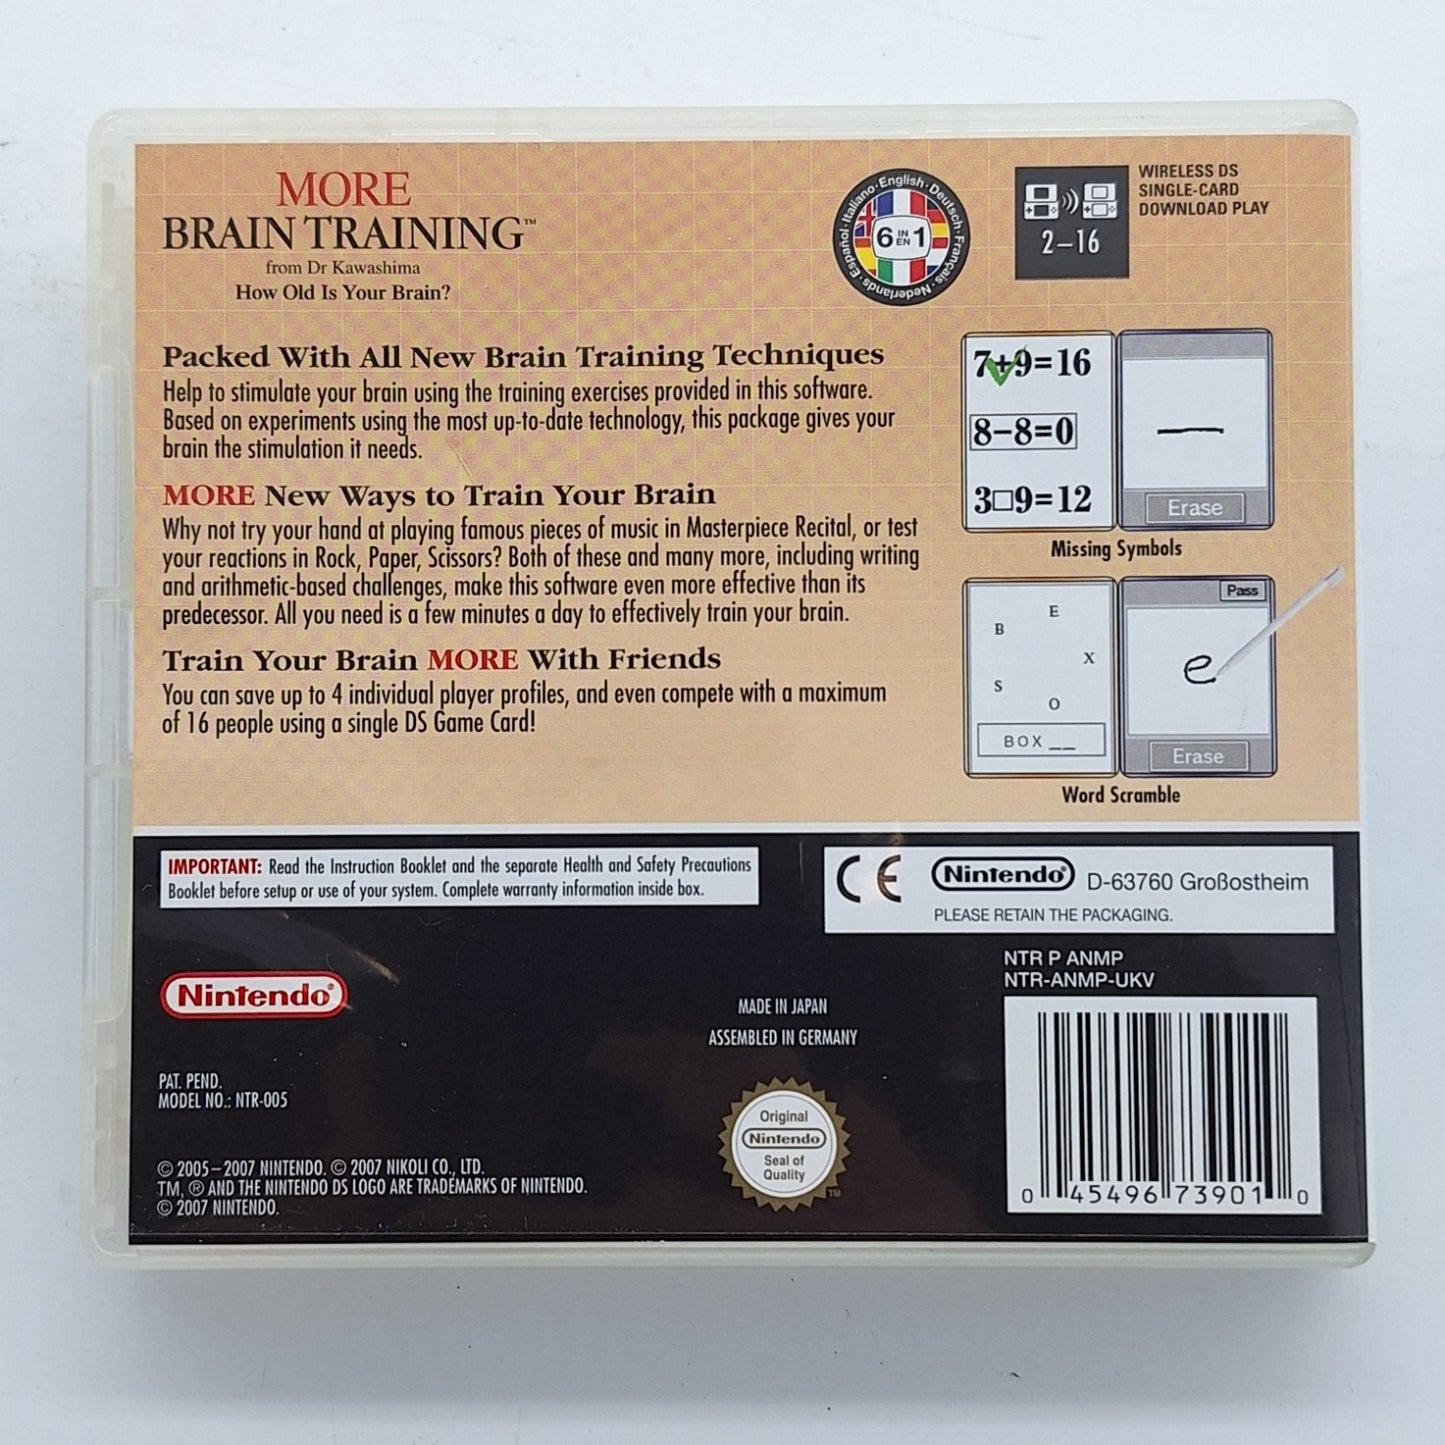 MORE
BRAIN TRAINING™
from Dr Kawashima
How Old Is Your Brain?
English · Deutsch · Français · Nederlands · Español · Italiano
6 IN EN 1
2–16
WIRELESS DS
SINGLE-CARD
DOWNLOAD PLAY
Packed With All New Brain Training Techniques
Help to stimulate your brain using the training exercises provided in this software.
Based on experiments using the most up-to-date technology, this package gives your
brain the stimulation it needs.
MORE New Ways to Train Your Brain
Why not try your hand at playing famous pieces of music in Masterpiece Recital, or test
your reactions in Rock, Paper, Scissors? Both of these and many more, including writing
and arithmetic-based challenges, make this software even more effective than its
predecessor. All you need is a few minutes a day to effectively train your brain.
Train Your Brain MORE With Friends
You can save up to 4 individual player profiles, and even compete with a maximum
of 16 people using a single DS Game Card!
7+9=16
8−8=0
3□9=12
Erase
Missing Symbols
E
B
X
S
O
BOX__
Pass
e
Erase
Word Scramble
IMPORTANT: Read the Instruction Booklet and the separate Health and Safety Precautions
Booklet before setup or use of your system. Complete warranty information inside box.
CE Nintendo® D-63760 Großostheim
PLEASE RETAIN THE PACKAGING.
NTR P ANMP
NTR-ANMP-UKV
Nintendo®
MADE IN JAPAN
ASSEMBLED IN GERMANY
PAT. PEND.
MODEL NO.: NTR-005
Original
Nintendo
Seal of
Quality
TM
© 2005–2007 NINTENDO. © 2007 NIKOLI CO., LTD.
TM, ® AND THE NINTENDO DS LOGO ARE TRADEMARKS OF NINTENDO.
© 2007 NINTENDO.
0 45496 73901 0